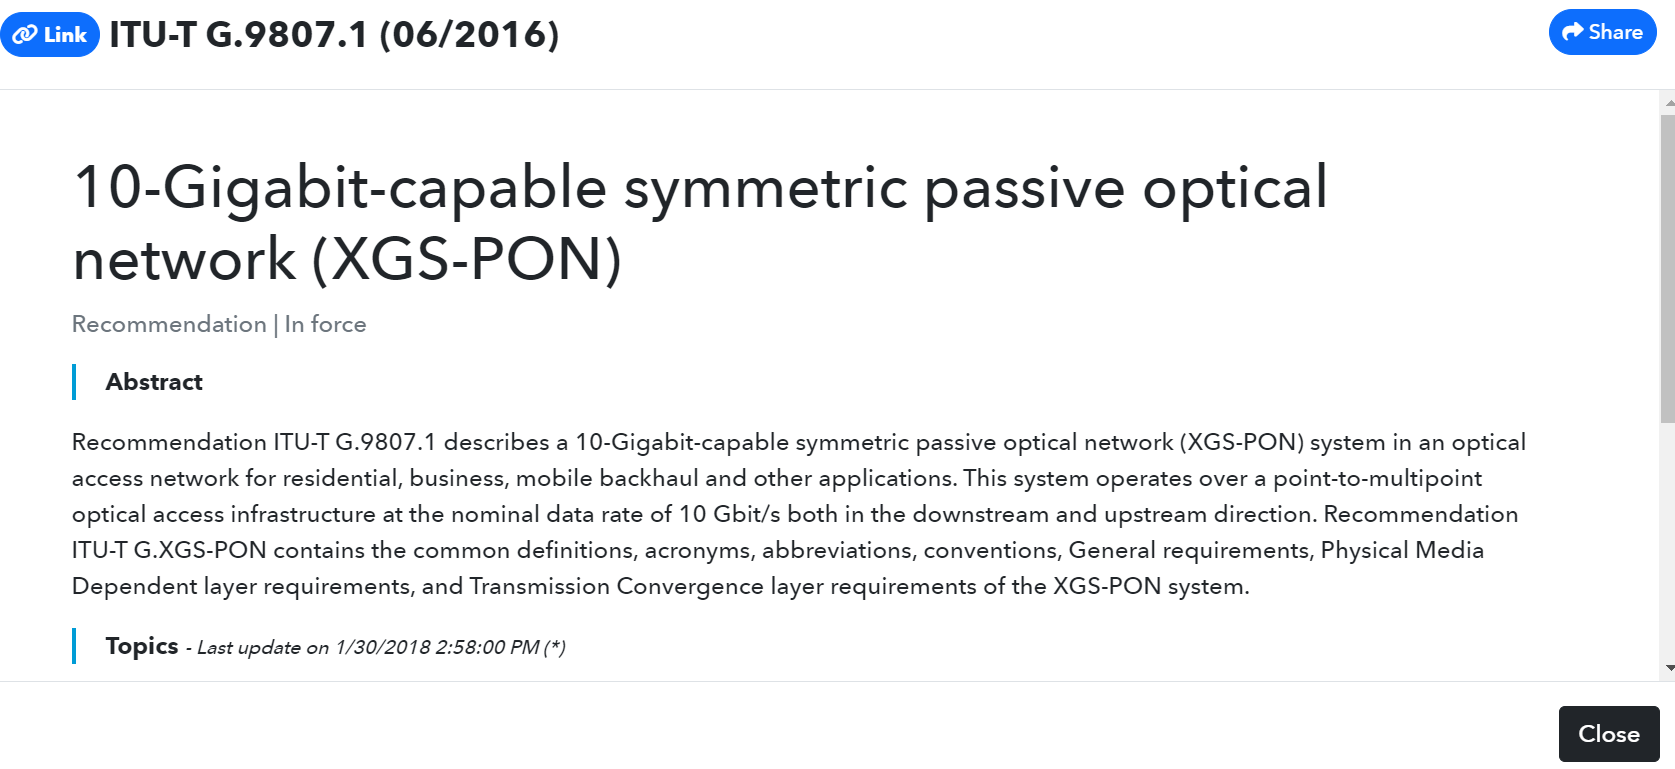 Link ITU-T G.9807.1 (06/2016) Share
10-Gigabit-capable symmetric passive optical
network (XGS-PON)
Recommendation | In force
Abstract
Recommendation ITU-T G.9807.1 describes a 10-Gigabit-capable symmetric passive optical network (XGS-PON) system in an optical
access network for residential, business, mobile backhaul and other applications. This system operates over a point-to-multipoint
optical access infrastructure at the nominal data rate of 10 Gbit/s both in the downstream and upstream direction. Recommendation
ITU-T G.XGS-PON contains the common definitions, acronyms, abbreviations, conventions, General requirements, Physical Media
Dependent layer requirements, and Transmission Convergence layer requirements of the XGS-PON system.
Topics - Last update on 1/30/2018 2:58:00 PM (*)
Close